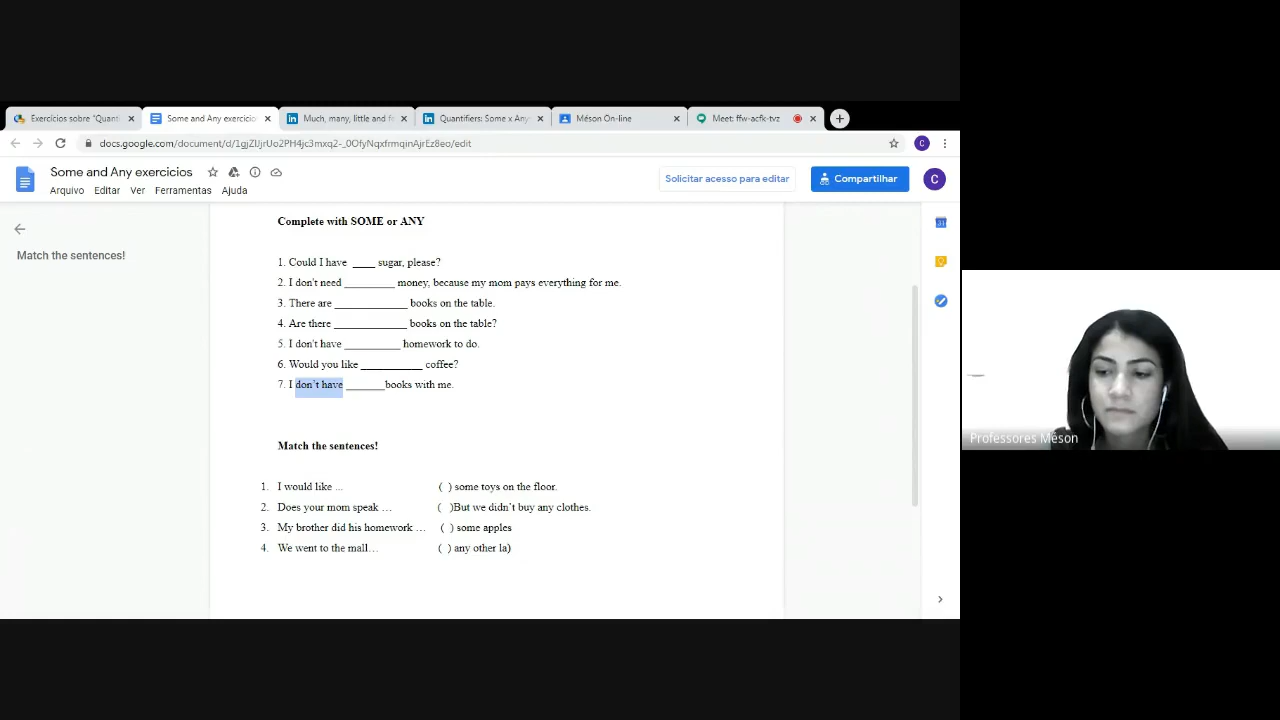 Exercícios sobre "Quant
Some and Any exercício
Much, many, little and fe
Quantifiers: Some x Any
Méson On-line
Meet: ffw-acfk-tvz
Some and Any exercicios
Arquivo Editar Ver Ferramentas Ajuda
Solicitar acesso para editar
Compartilhar
C
Match the sentences!
Complete with SOME or ANY
1. Could I have ____ sugar, please?
2. I don't need _________ money, because my mom pays everything for me.
3. There are _____________ books on the table.
4. Are there _____________ books on the table?
5. I don't have __________ homework to do.
6. Would you like ___________ coffee?
7. I don't have _______books with me.
Match the sentences!
1. I would like ... ( ) some toys on the floor.
2. Does your mom speak … ( )But we didn't buy any clothes.
3. My brother did his homework … ( ) some apples
4. We went to the mall… ( ) any other la)
Professores Méson